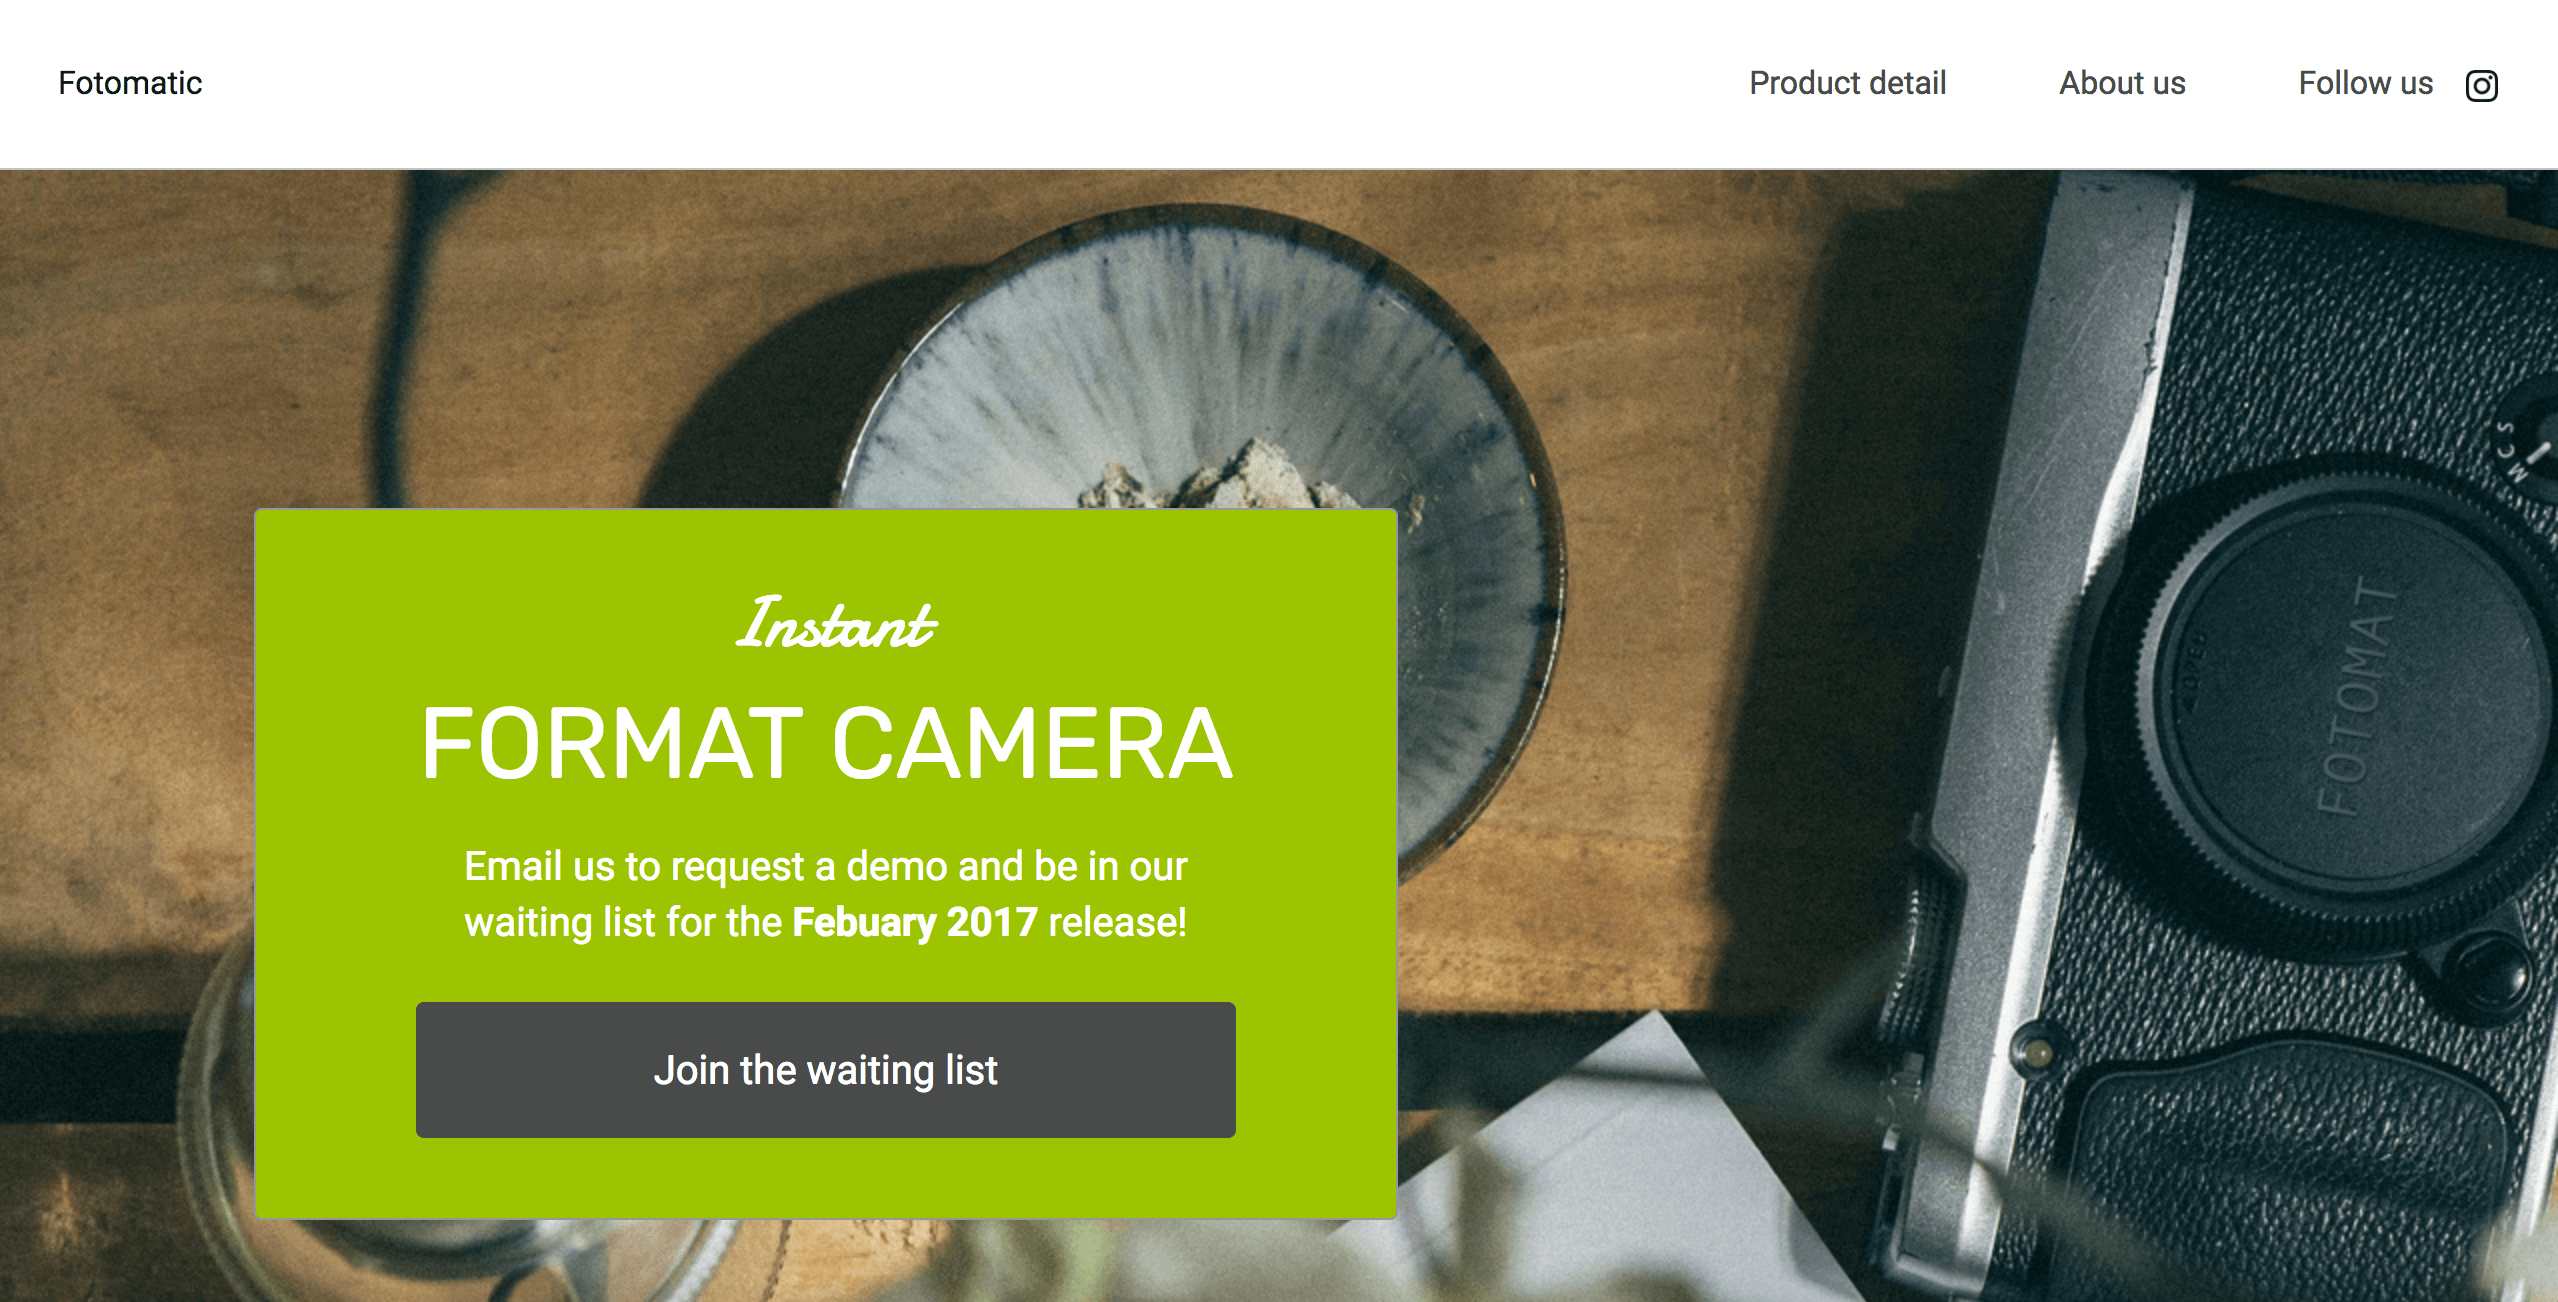 Fotomatic
Product detail
About us
Follow us
Instant
FORMAT CAMERA
Email us to request a demo and be in our
waiting list for the Febuary 2017 release!
Join the waiting list
FOTOMAT
S
C
M